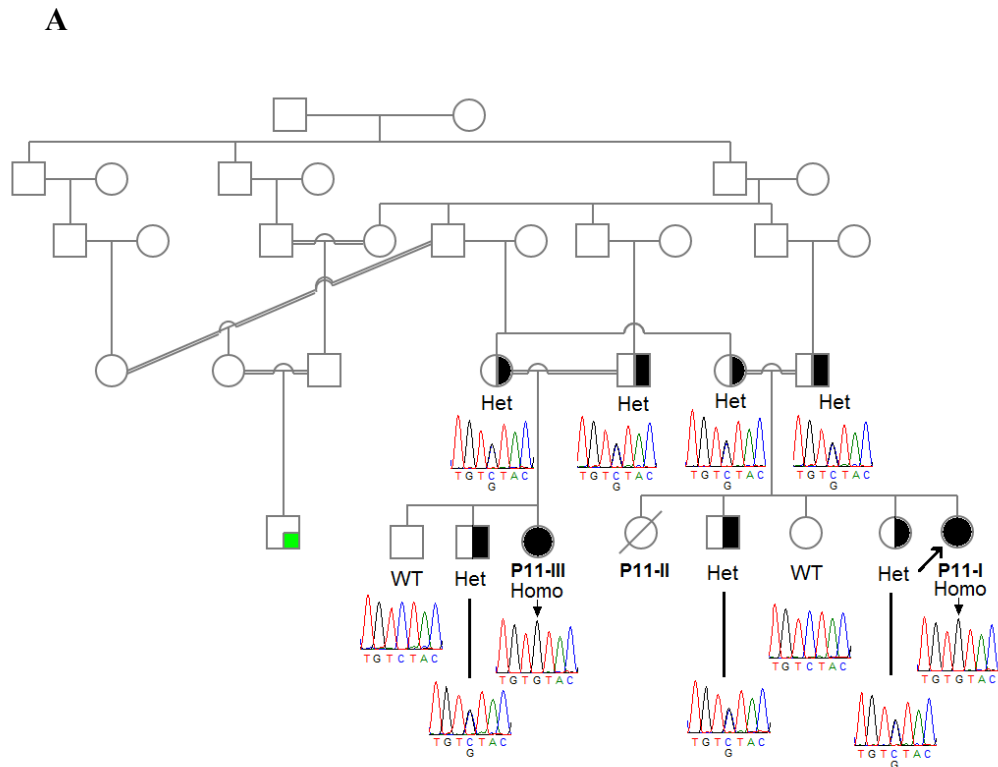 A
Het
Het
Het
Het
TGTCTAC
G
TGTCTAC
G
TGTCTAC
G
TGTCTAC
G
WT
Het
P11-III
Homo
P11-II
Het
WT
Het
P11-I
Homo
TGTCTAC
TGTGTAC
TGTCTAC
TGTGTAC
TGTCTAC
G
TGTCTAC
G
TGTCTAC
G